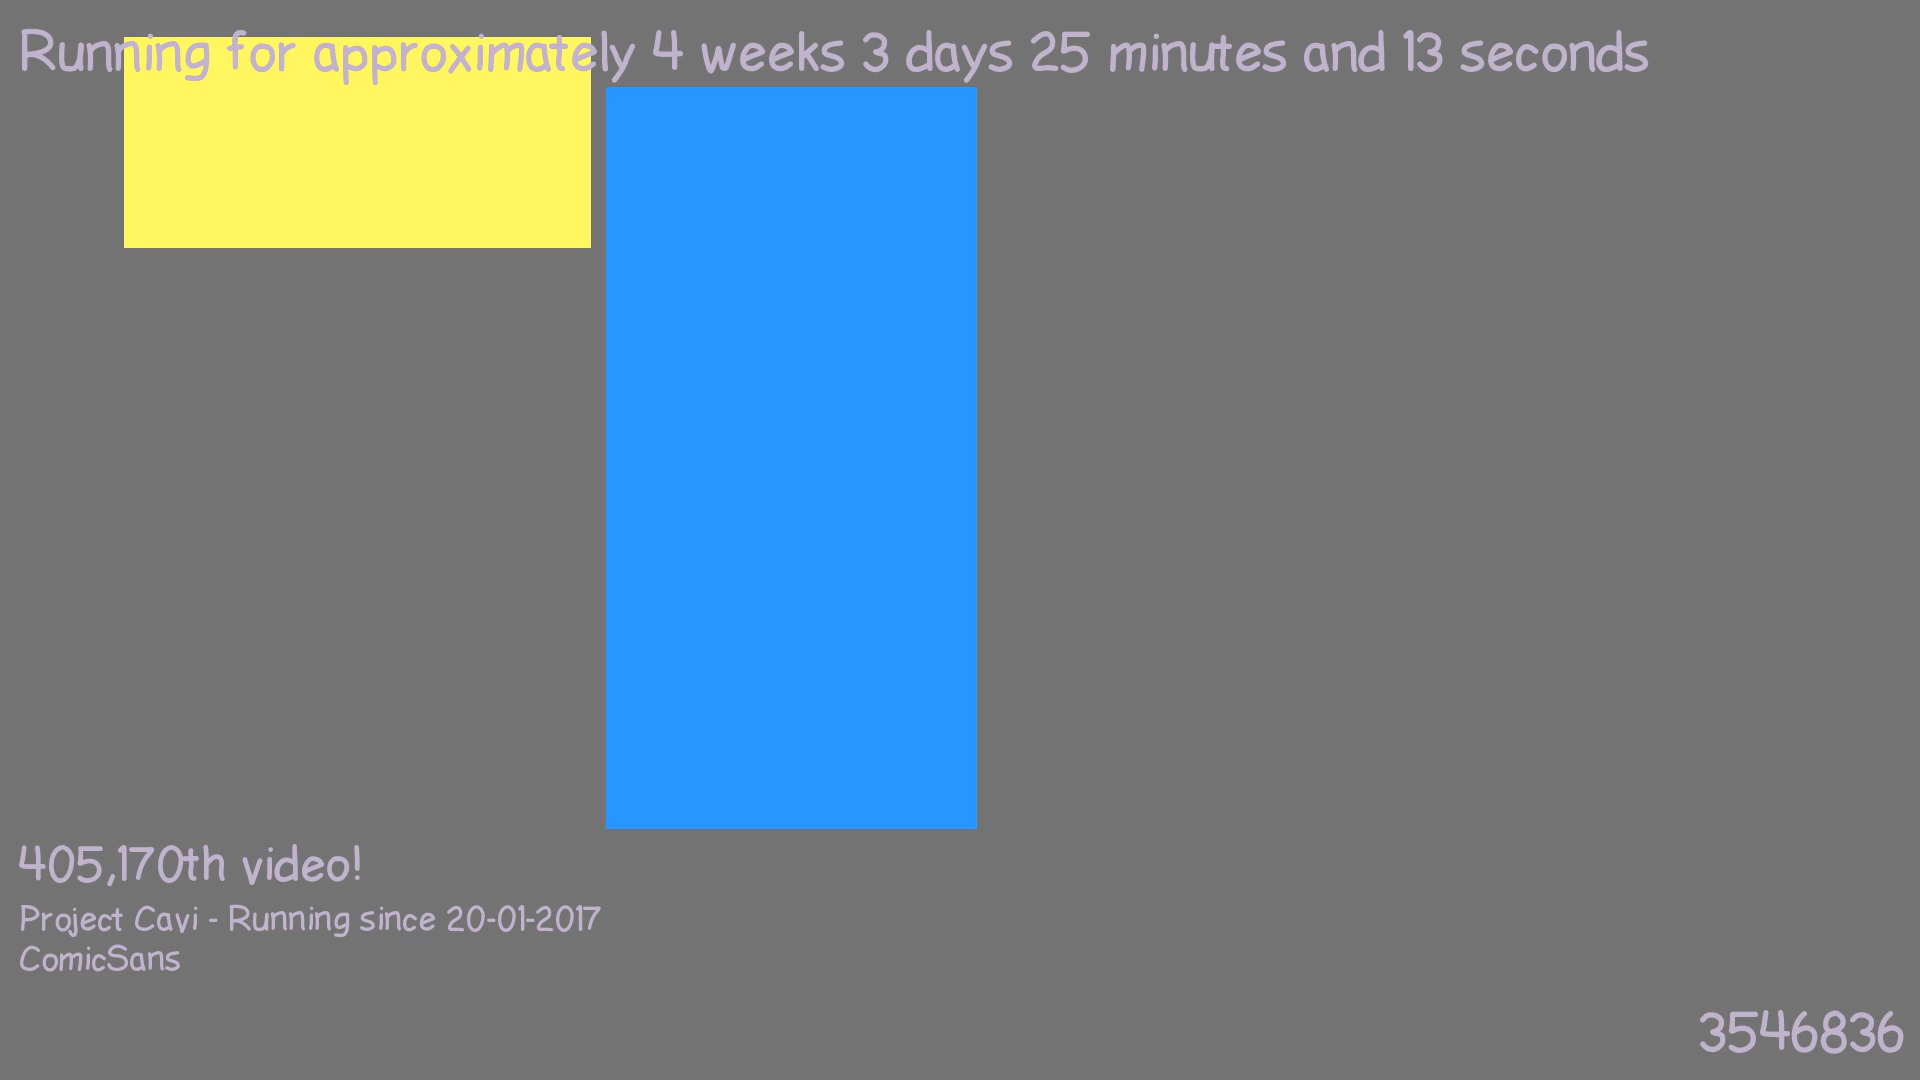 Running for approximately 4 weeks 3 days 25 minutes and 13 seconds
405,170th video!
Project Cavi - Running since 20-01-2017
ComicSans
3546836